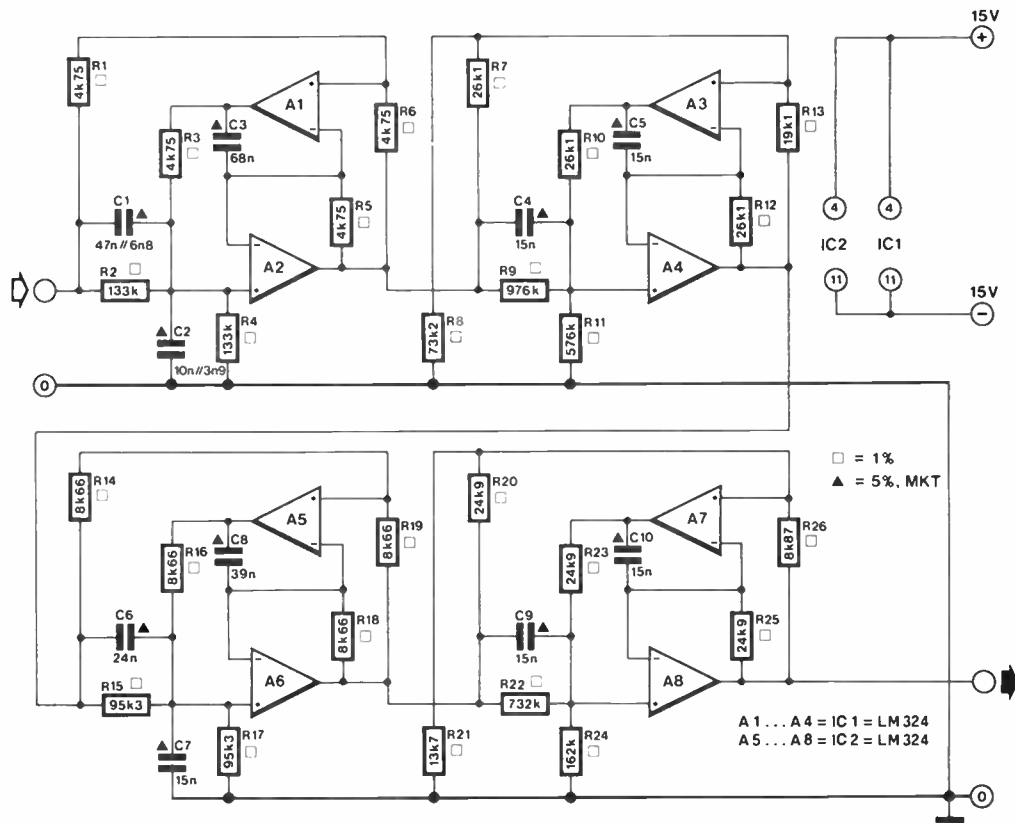 R1
4k75
R3
4k75
C3
68n
A1
R6
4k75
R5
4k75
C1
47n//6n8
R2
133k
A2
C2
10n//3n9
R4
133k
R7
26k1
R10
26k1
C5
15n
A3
R13
19k1
R12
26k1
C4
15n
R9
976k
A4
R8
73k2
R11
576k
15V
+
4
4
IC2
IC1
11
11
15V
−
0
R14
8k66
R16
8k66
C8
39n
A5
R19
8k66
R18
8k66
C6
24n
R15
95k3
A6
C7
15n
R17
95k3
R20
24k9
R23
24k9
C10
15n
A7
R26
8k87
R25
24k9
C9
15n
R22
732k
A8
R21
13k7
R24
162k
□ = 1%
▲ = 5%, MKT
A1...A4 = IC1 = LM324
A5...A8 = IC2 = LM324
0